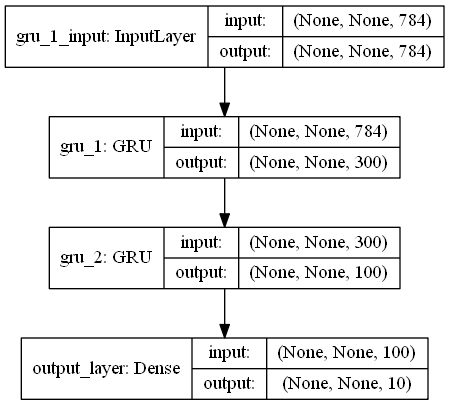 gru_1_input: InputLayer input: (None, None, 784)
output: (None, None, 784)
gru_1: GRU input: (None, None, 784)
output: (None, None, 300)
gru_2: GRU input: (None, None, 300)
output: (None, None, 100)
output_layer: Dense input: (None, None, 100)
output: (None, None, 10)